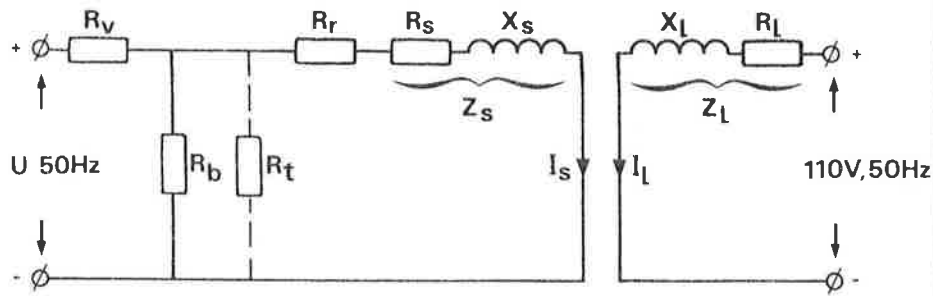 Rv
Rr
Rs
Xs
XL
RL
+
+
Zs
ZL
U 50Hz
Rb
Rt
Is
IL
110V,50Hz
-
-